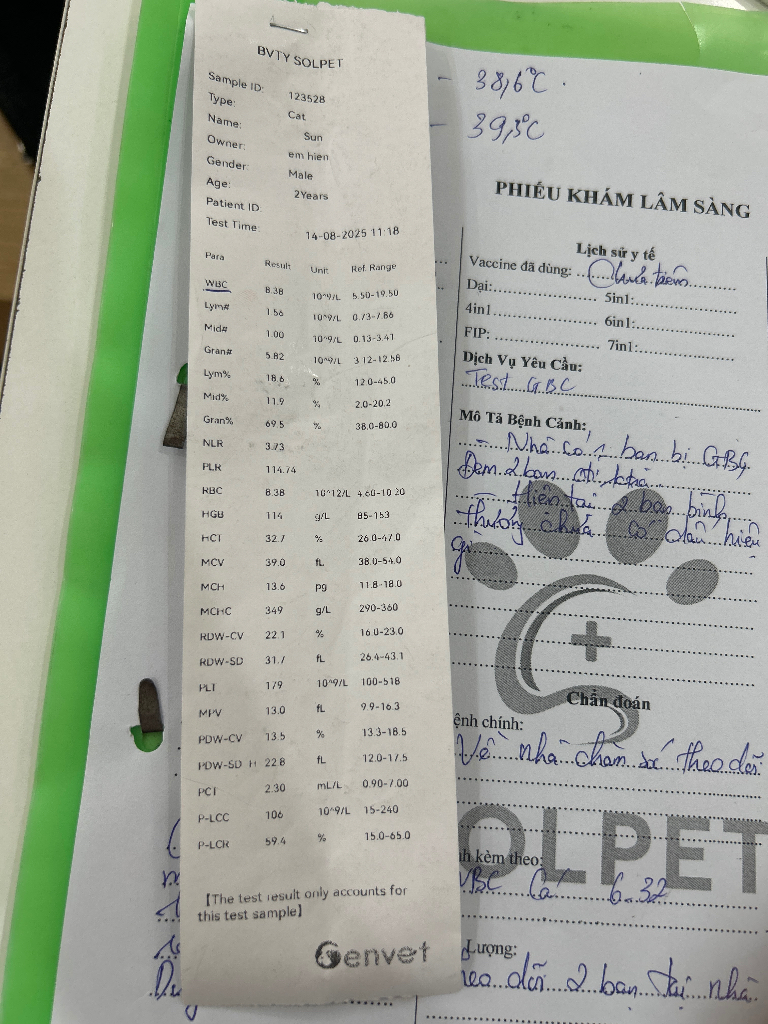 BVTY SOLPET
Sample ID: 123528
Type: Cat
Name: Sun
Owner: em hien
Gender: Male
Age: 2Years
Patient ID:
Test Time: 14-08-2025 11:18
Para Result Unit Ref. Range
WBC 8.38 10^9/L 5.50-19.50
Lym# 1.56 10^9/L 0.73-7.86
Mid# 1.00 10^9/L 0.13-3.41
Gran# 5.82 10^9/L 3.12-12.58
Lym% 18.6 % 12.0-45.0
Mid% 11.9 % 2.0-20.2
Gran% 69.5 % 38.0-80.0
NLR 3.73
PLR 114.74
RBC 8.38 10^12/L 4.60-10.20
HGB 114 g/L 85-153
HCT 32.7 % 26.0-47.0
MCV 39.0 fL 38.0-54.0
MCH 13.6 pg 11.8-18.0
MCHC 349 g/L 290-360
RDW-CV 22.1 % 16.0-23.0
RDW-SD 31.7 fL 26.4-43.1
PLT 179 10^9/L 100-518
MPV 13.0 fL 9.9-16.3
PDW-CV 13.5 % 13.3-18.5
PDW-SD H 22.8 fL 12.0-17.5
PCT 2.30 mL/L 0.90-7.00
P-LCC 106 10^9/L 15-240
P-LCR 59.4 % 15.0-65.0
【The test result only accounts for
this test sample】
Genvet
- 38,6°C.
- 39,3°C
PHIẾU KHÁM LÂM SÀNG
Lịch sử y tế
Vaccine đã dùng: Chưa tiêm
Dại: 5in1:
4in1 6in1:
FIP: 7in1:
Dịch Vụ Yêu Cầu:
Test GBC
Mô Tả Bệnh Cảnh:
- Nhà có 1 bạn bị GBC,
Đem 2 bạn đi khá
- Hiện tại 2 bạn bình
thường chưa có dấu hiệu
gì
Chẩn đoán
ệnh chính:
Về nhà chăm sóc theo dõi
SOLPET
h kèm theo:
WBC Cá 6.32
Lượng:
heo dõi 2 bạn tại nhà